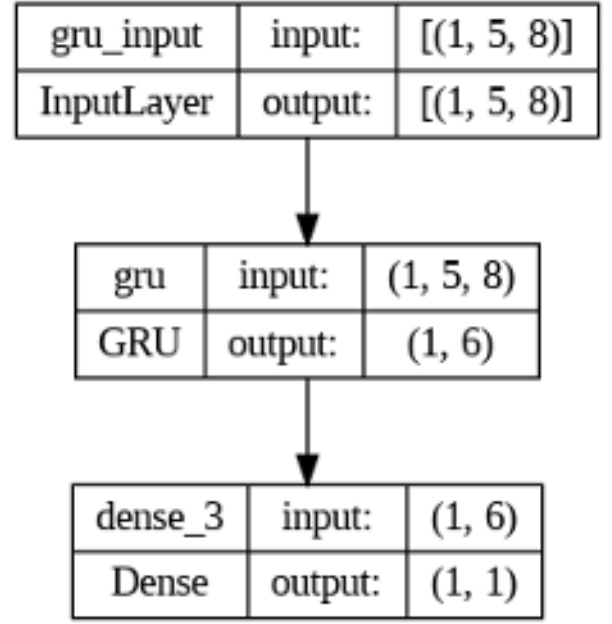 gru_input input: [(1, 5, 8)]
InputLayer output: [(1, 5, 8)]
gru input: (1, 5, 8)
GRU output: (1, 6)
dense_3 input: (1, 6)
Dense output: (1, 1)